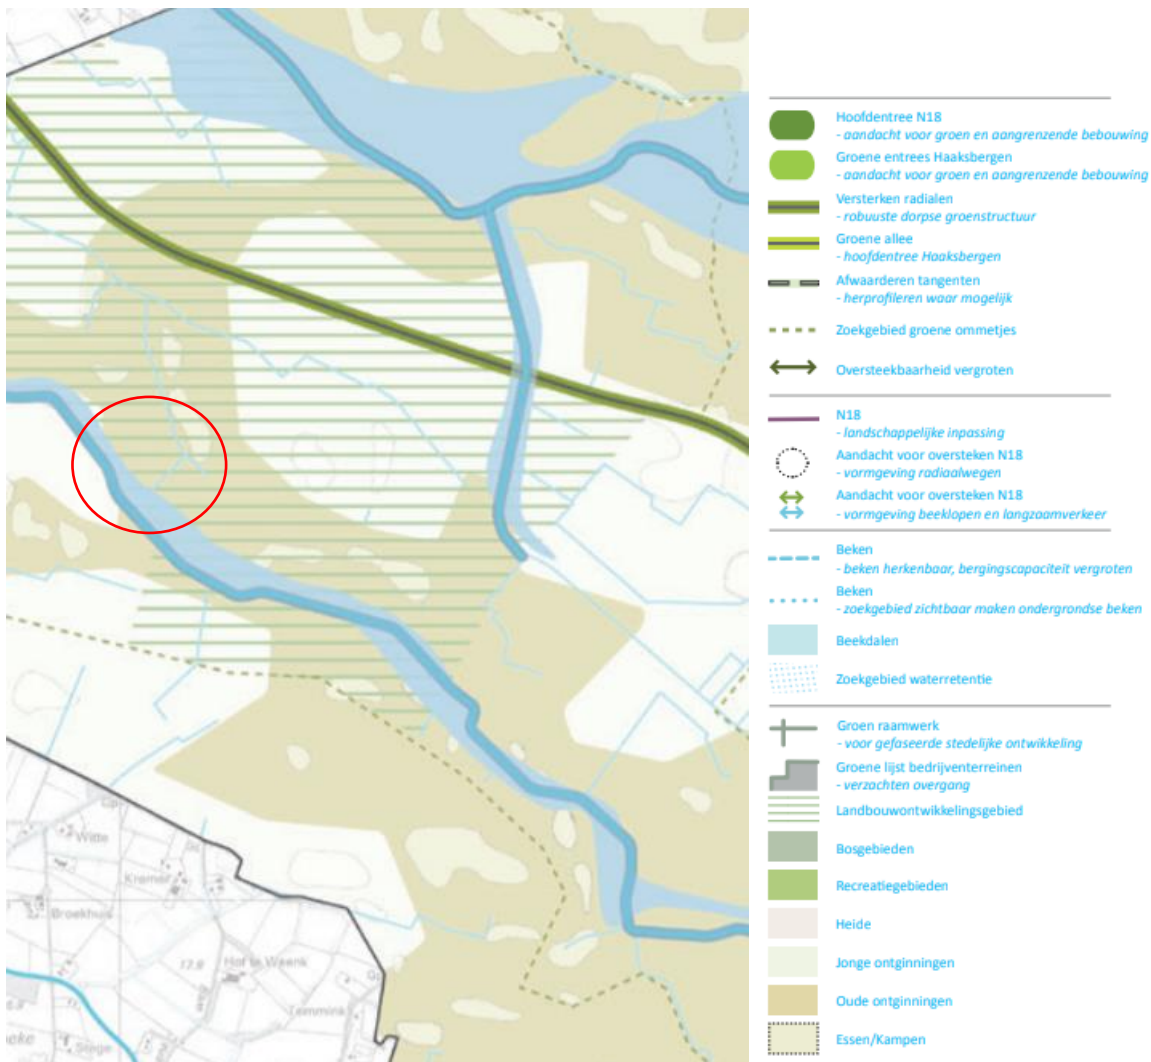 Hoofdentree N18
- aandacht voor groen en aangrenzende bebouwing
Groene entrees Haaksbergen
- aandacht voor groen en aangrenzende bebouwing
Versterken radialen
- robuuste dorpse groenstructuur
Groene allee
- hoofdentree Haaksbergen
Afwaarderen tangenten
- herprofileren waar mogelijk
Zoekgebied groene ommetjes
Oversteekbaarheid vergroten
N18
- landschappelijke inpassing
Aandacht voor oversteken N18
- vormgeving radiaalwegen
Aandacht voor oversteken N18
- vormgeving beeklopen en langzaamverkeer
Beken
- beken herkenbaar, bergingscapaciteit vergroten
Beken
- zoekgebied zichtbaar maken ondergrondse beken
Beekdalen
Zoekgebied waterretentie
Groen raamwerk
- voor gefaseerde stedelijke ontwikkeling
Groene lijst bedrijventerreinen
- verzachten overgang
Landbouwontwikkelingsgebied
Bosgebieden
Recreatiegebieden
Heide
Jonge ontginningen
Oude ontginningen
Essen/Kampen
Witte
Kremer
Broekhuis
Hof te Weenk
Temmink
Stege